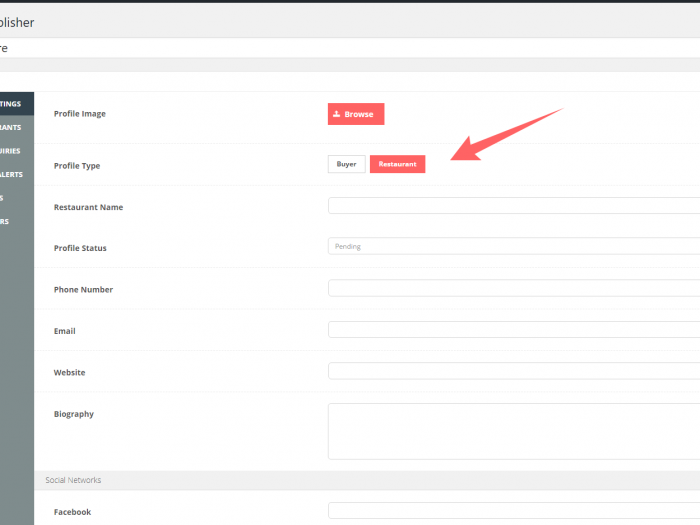 blisher
re
TINGS
Profile Image
Browse
RANTS
UIRIES
Profile Type
Buyer
Restaurent
ALERTS
S
Restaurant Name
RS
Profile Status
Pending
Phone Number
Email
Website
Biography
Social Networks
Facebook